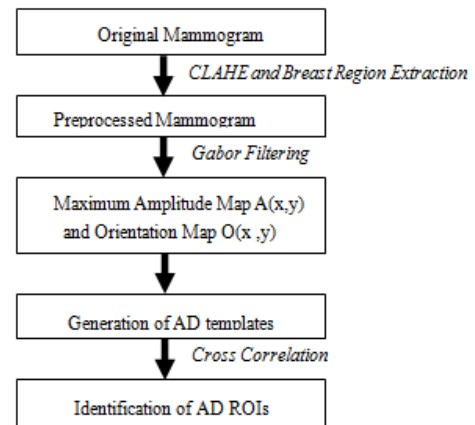 Original Mammogram
CLAHE and Breast Region Extraction
Preprocessed Mammogram
Gabor Filtering
Maximum Amplitude Map A(x,y)
and Orientation Map O(x ,y)
Generation of AD templates
Cross Correlation
Identification of AD ROIs